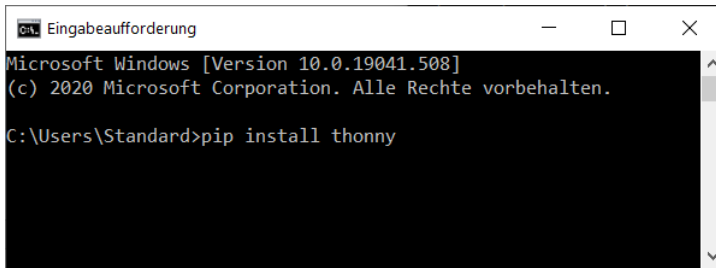 Eingabeaufforderung
Microsoft Windows [Version 10.0.19041.508]
(c) 2020 Microsoft Corporation. Alle Rechte vorbehalten.
C:\Users\Standard>pip install thonny